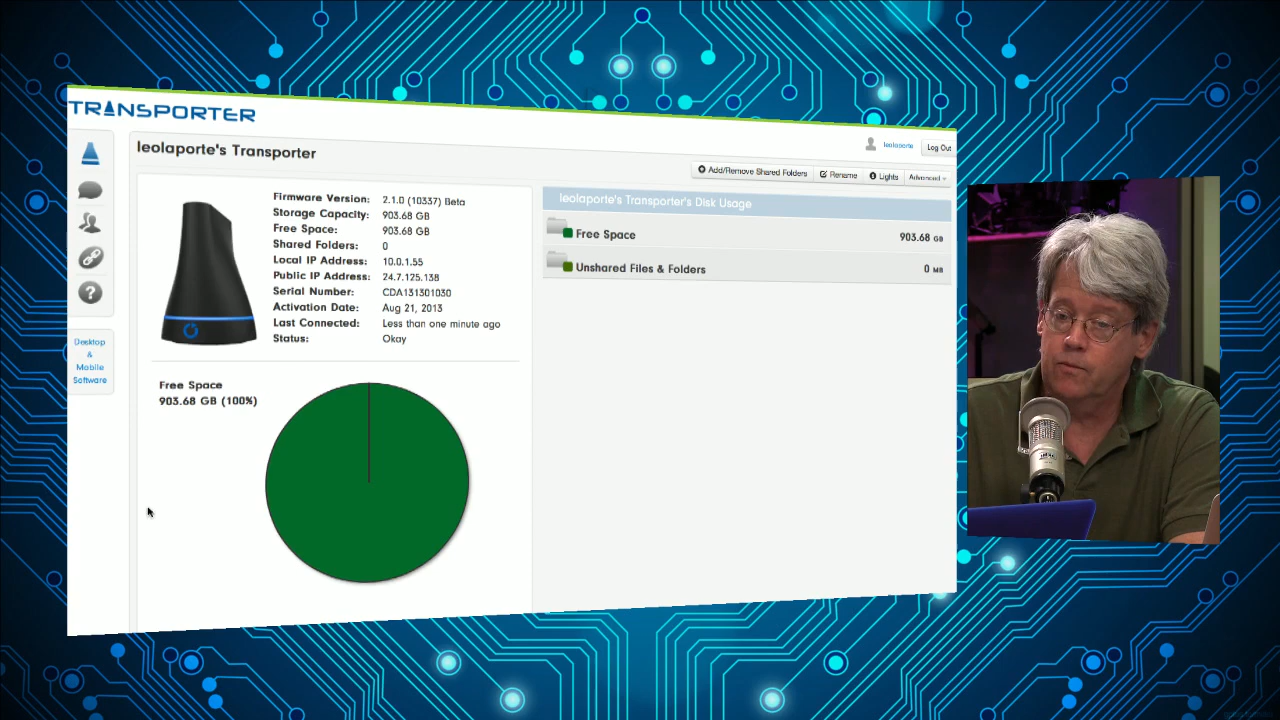 TRANSPORTER
leolaporte
Log Out
leolaporte's Transporter
Add/Remove Shared Folders
Rename
Lights
Advanced
Firmware Version: 2.1.0 (10337) Beta
Storage Capacity: 903.68 GB
Free Space: 903.68 GB
Shared Folders: 0
Local IP Address: 10.0.1.55
Public IP Address: 24.7.125.138
Serial Number: CDA131301030
Activation Date: Aug 21, 2013
Last Connected: Less than one minute ago
Status: Okay
leolaporte's Transporter's Disk Usage
Free Space 903.68 GB
Unshared Files & Folders 0 MB
?
Desktop
&
Mobile
Software
Free Space
903.68 GB (100%)